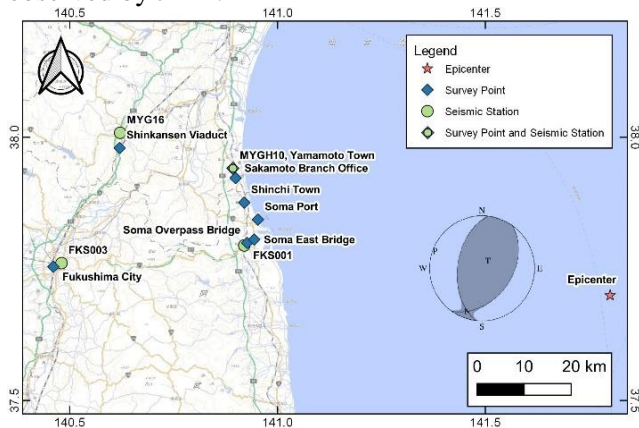 140.5
141.0
141.5
Legend
Epicenter
Survey Point
Seismic Station
Survey Point and Seismic Station
MYG16
Shinkansen Viaduct
38.0
MYGH10, Yamamoto Town
Sakamoto Branch Office
Shinchi Town
Soma Port
Soma Overpass Bridge
Soma East Bridge
FKS003
FKS001
Fukushima City
N
P
T
W
E
S
Epicenter
0 10 20 km
37.5
37.5
140.5
141.0
141.5